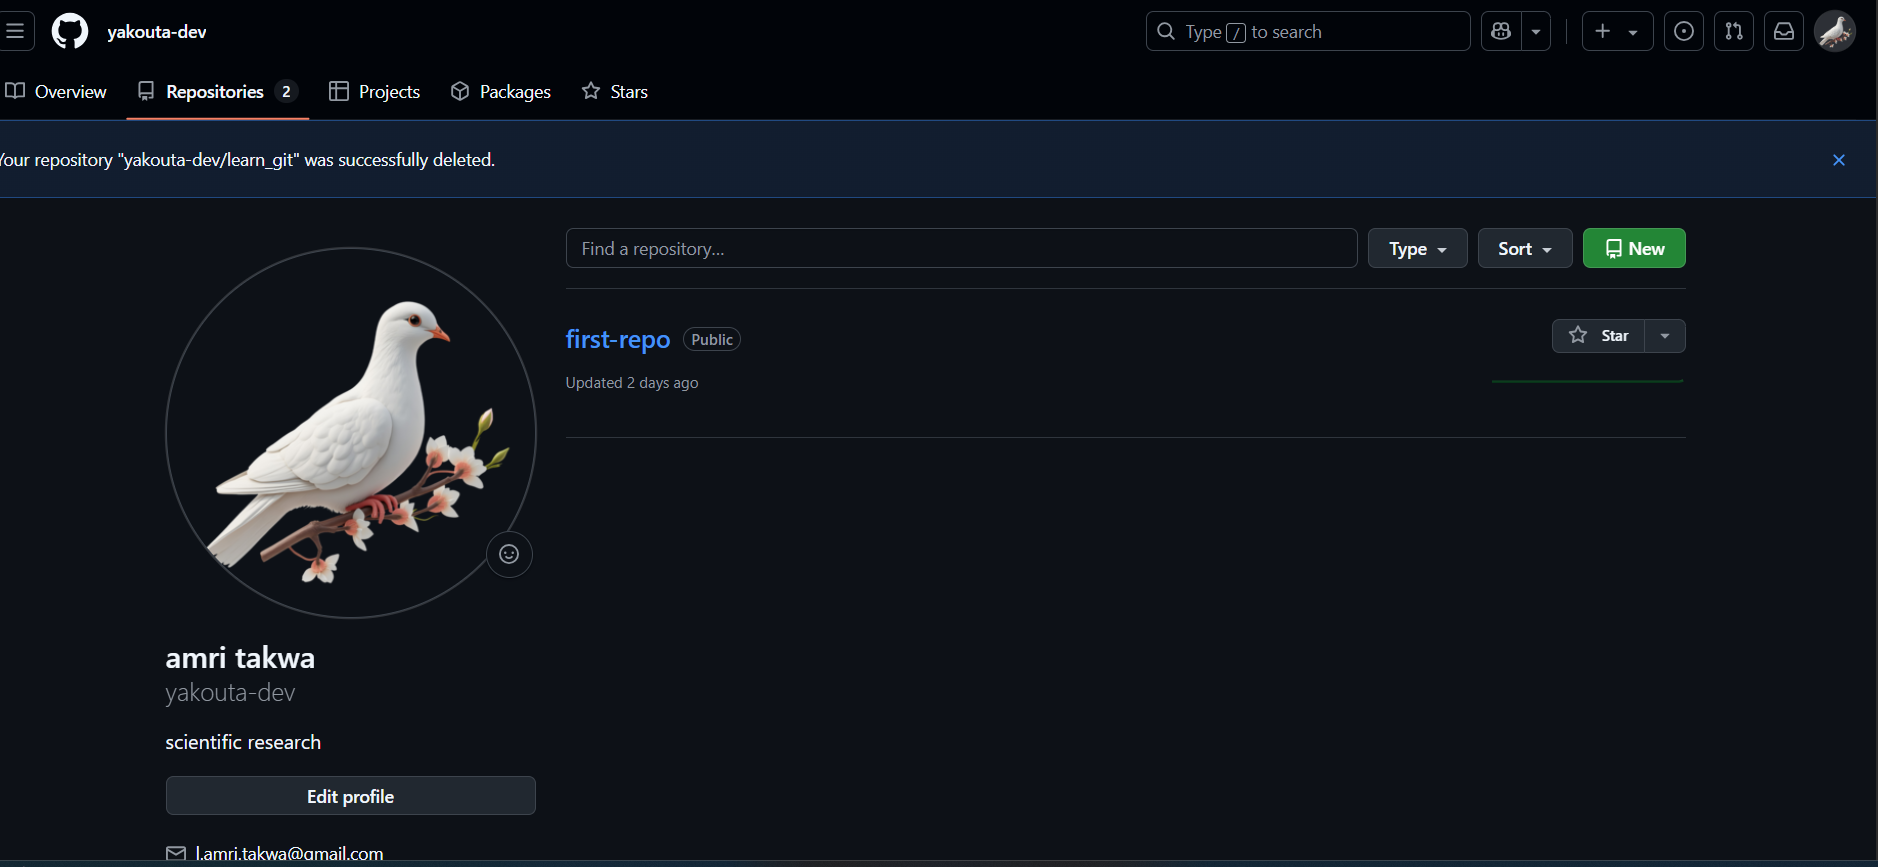 yakouta-dev
Type / to search
Overview
Repositories 2
Projects
Packages
Stars
Your repository "yakouta-dev/learn_git" was successfully deleted.
Find a repository...
Type
Sort
New
first-repo Public
Star
Updated 2 days ago
amri takwa
yakouta-dev
scientific research
Edit profile
l.amri.takwa@gmail.com